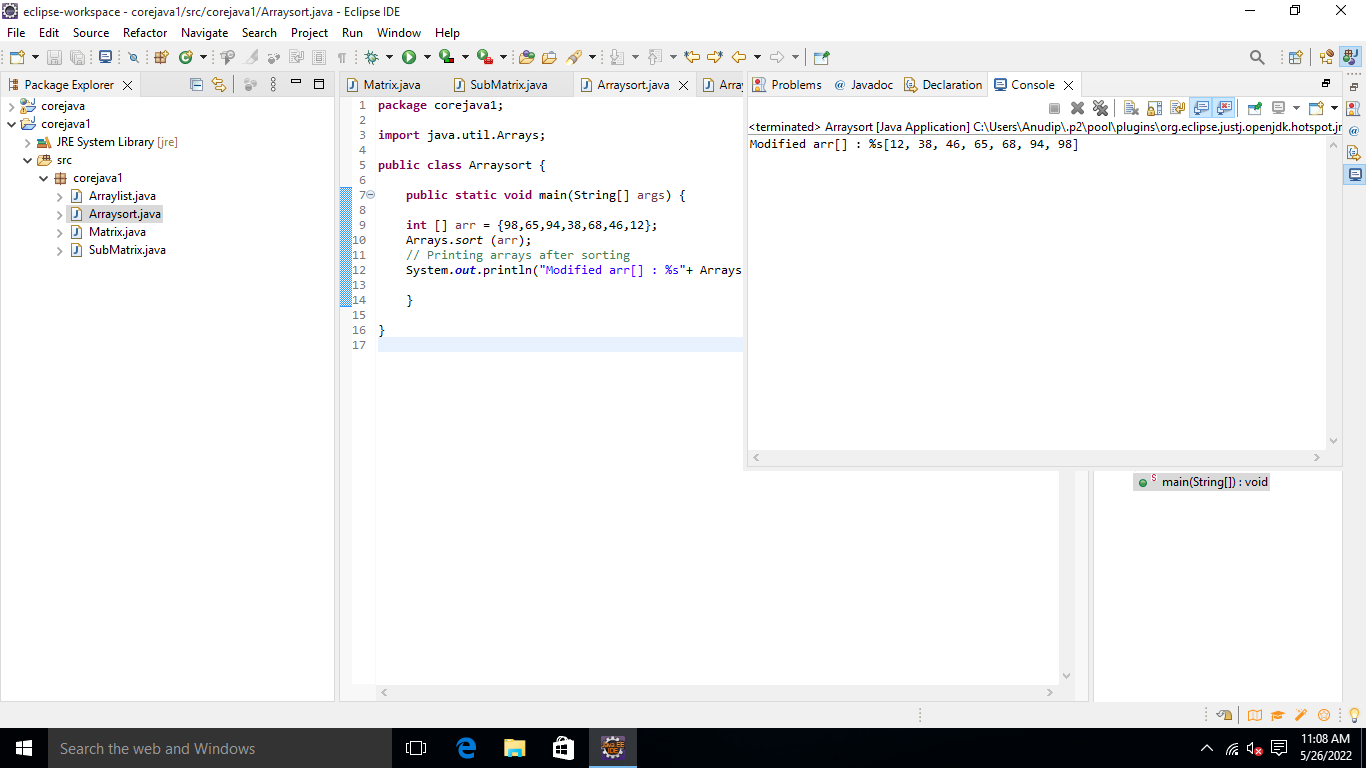 eclipse-workspace - corejava1/src/corejava1/Arraysort.java - Eclipse IDE
File Edit Source Refactor Navigate Search Project Run Window Help
Package Explorer
corejava
corejava1
JRE System Library [jre]
src
corejava1
Arraylist.java
Arraysort.java
Matrix.java
SubMatrix.java
Matrix.java SubMatrix.java Arraysort.java Array
1 package corejava1;
2
3 import java.util.Arrays;
4
5 public class Arraysort {
6
7 public static void main(String[] args) {
8
9 int [] arr = {98,65,94,38,68,46,12};
10 Arrays.sort (arr);
11 // Printing arrays after sorting
12 System.out.println("Modified arr[] : %s"+ Arrays
13
14 }
15
16 }
17
Problems @ Javadoc Declaration Console
<terminated> Arraysort [Java Application] C:\Users\Anudip\.p2\pool\plugins\org.eclipse.justj.openjdk.hotspot.jr
Modified arr[] : %s[12, 38, 46, 65, 68, 94, 98]
main(String[]) : void
Search the web and Windows
11:08 AM
5/26/2022